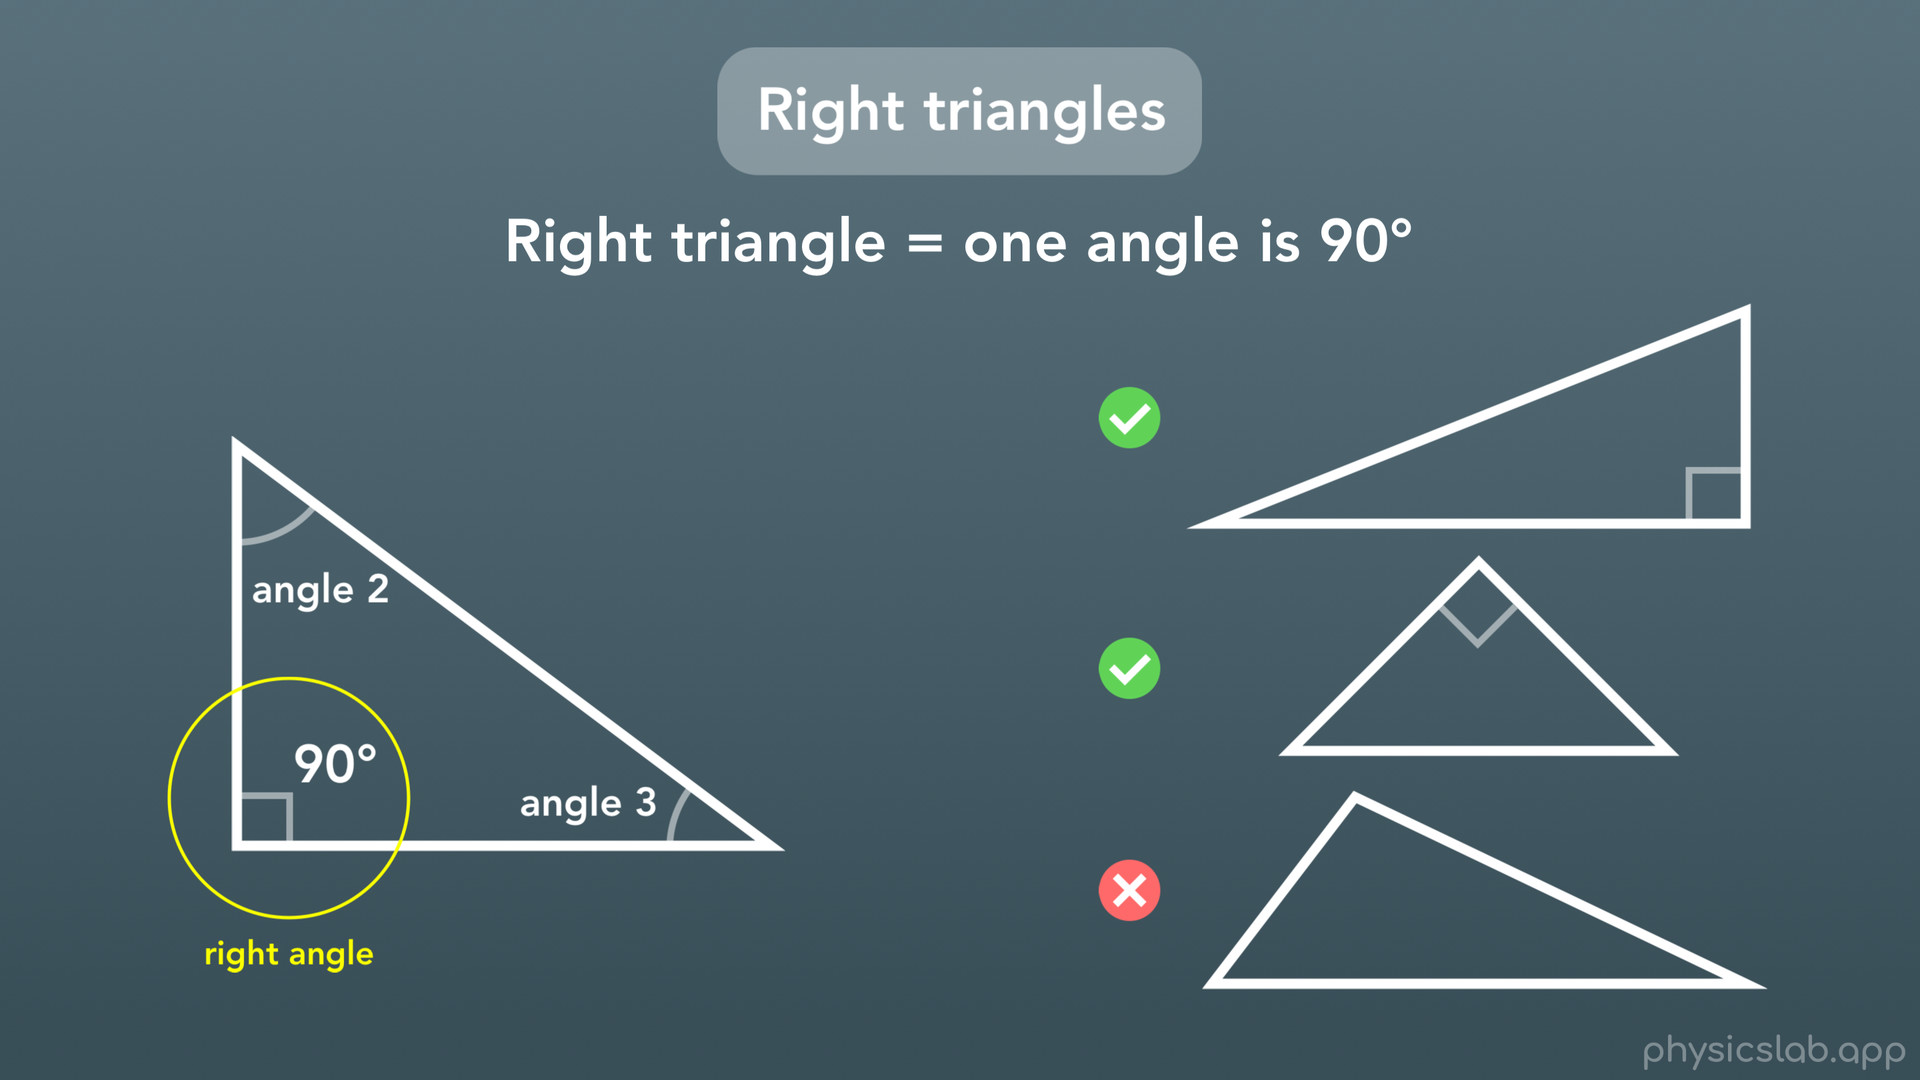 Right triangles
Right triangle = one angle is 90°
angle 2
90°
angle 3
right angle
physicslab.app